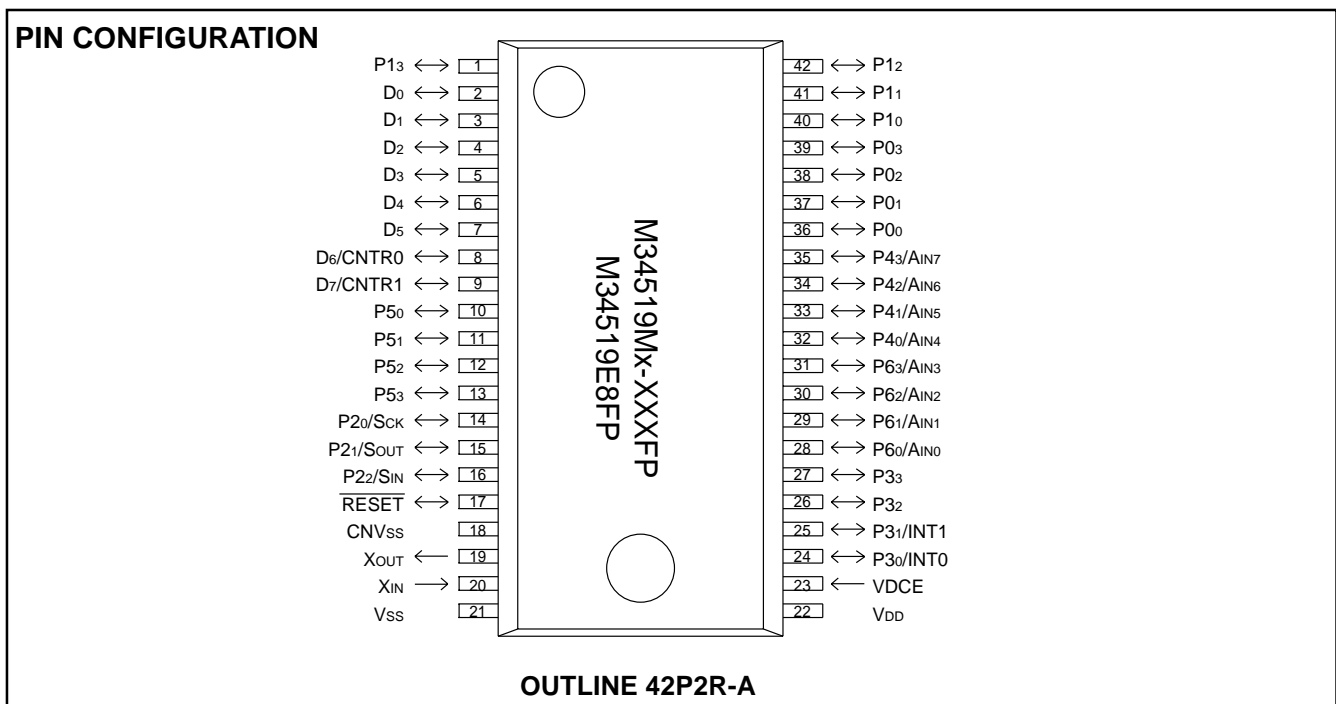 PIN CONFIGURATION
P13 1 42 P12
D0 2 41 P11
D1 3 40 P10
D2 4 39 P03
D3 5 38 P02
D4 6 37 P01
D5 7 36 P00
D6/CNTR0 8 35 P43/AIN7
D7/CNTR1 9 34 P42/AIN6
P50 10 33 P41/AIN5
P51 11 32 P40/AIN4
P52 12 31 P63/AIN3
P53 13 30 P62/AIN2
P20/SCK 14 29 P61/AIN1
P21/SOUT 15 28 P60/AIN0
P22/SIN 16 27 P33
RESET 17 26 P32
CNVSS 18 25 P31/INT1
XOUT 19 24 P30/INT0
XIN 20 23 VDCE
VSS 21 22 VDD
M34519Mx-XXXFP
M34519E8FP
OUTLINE 42P2R-A